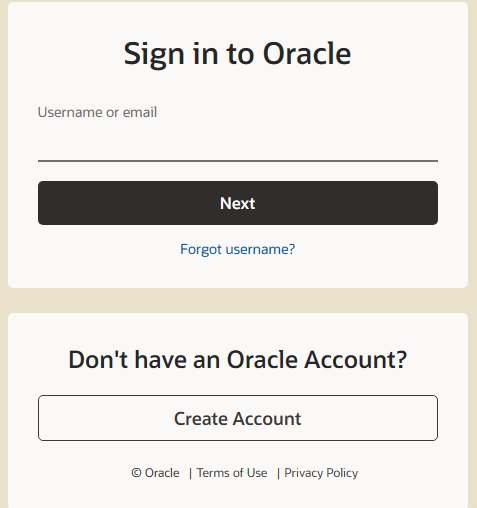 Sign in to Oracle
Username or email
Next
Forgot username?
Don't have an Oracle Account?
Create Account
© Oracle | Terms of Use | Privacy Policy